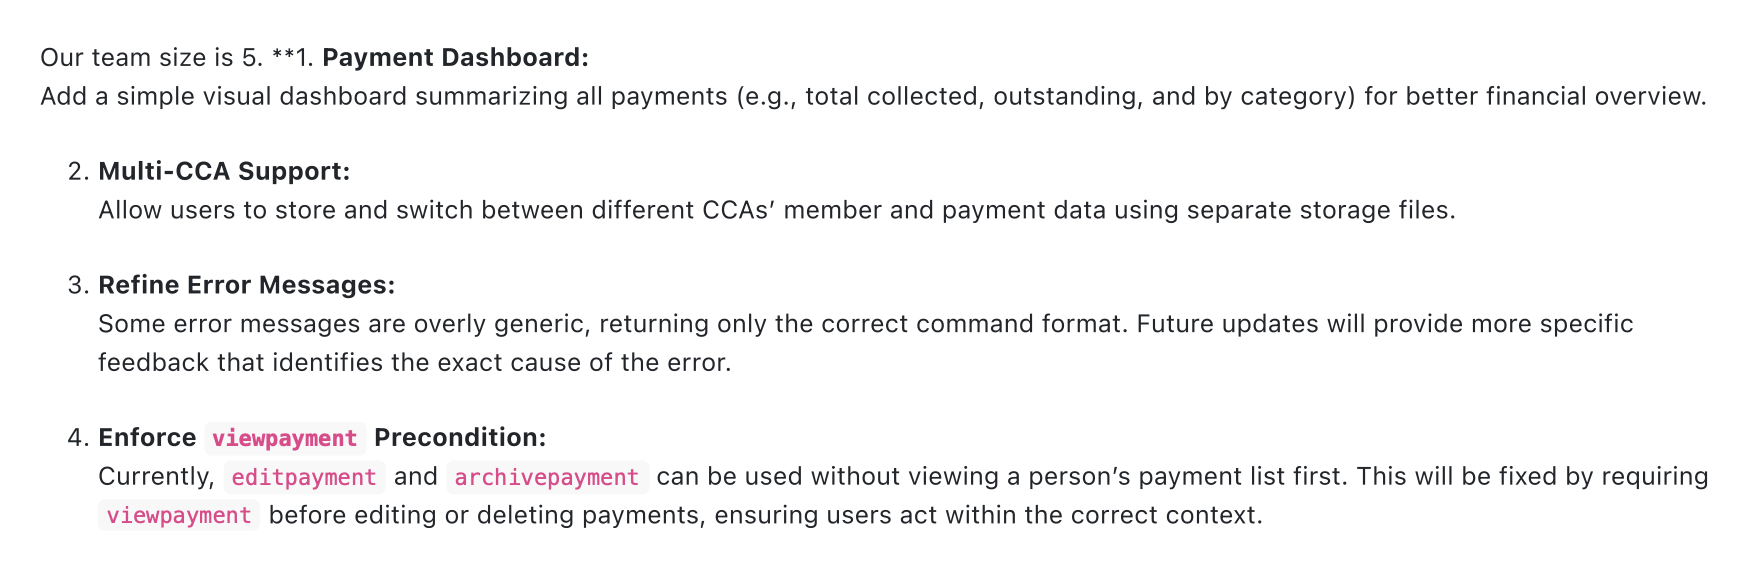 Our team size is 5. **1. Payment Dashboard:
Add a simple visual dashboard summarizing all payments (e.g., total collected, outstanding, and by category) for better financial overview.
2. Multi-CCA Support:
Allow users to store and switch between different CCAs’ member and payment data using separate storage files.
3. Refine Error Messages:
Some error messages are overly generic, returning only the correct command format. Future updates will provide more specific
feedback that identifies the exact cause of the error.
4. Enforce viewpayment Precondition:
Currently, editpayment and archivepayment can be used without viewing a person’s payment list first. This will be fixed by requiring
viewpayment before editing or deleting payments, ensuring users act within the correct context.